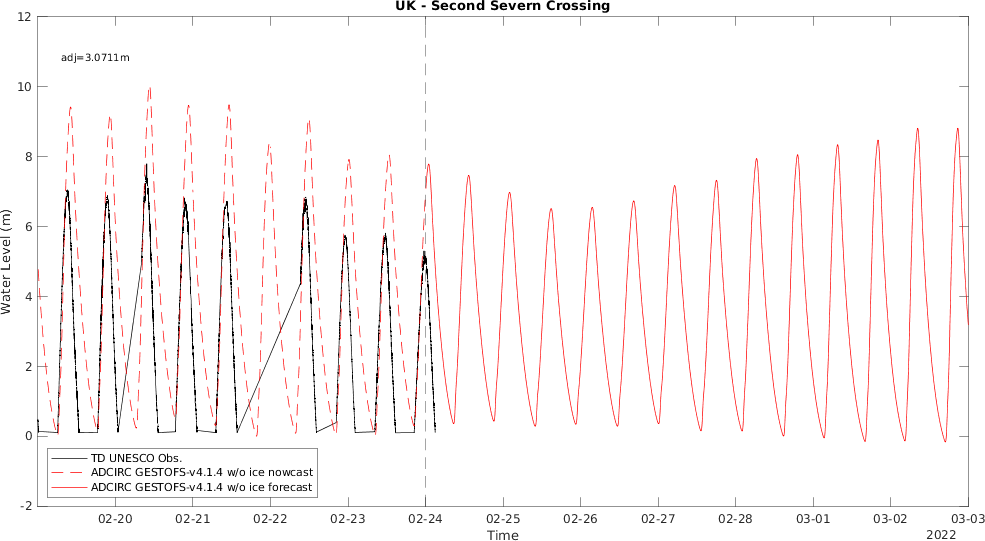 UK - Second Severn Crossing
12
10
8
6
4
2
0
-2
Water Level (m)
adj=3.0711m
TD UNESCO Obs.
ADCIRC GESTOFS-v4.1.4 w/o ice nowcast
ADCIRC GESTOFS-v4.1.4 w/o ice forecast
02-20 02-21 02-22 02-23 02-24 02-25 02-26 02-27 02-28 03-01 03-02 03-03
Time
2022